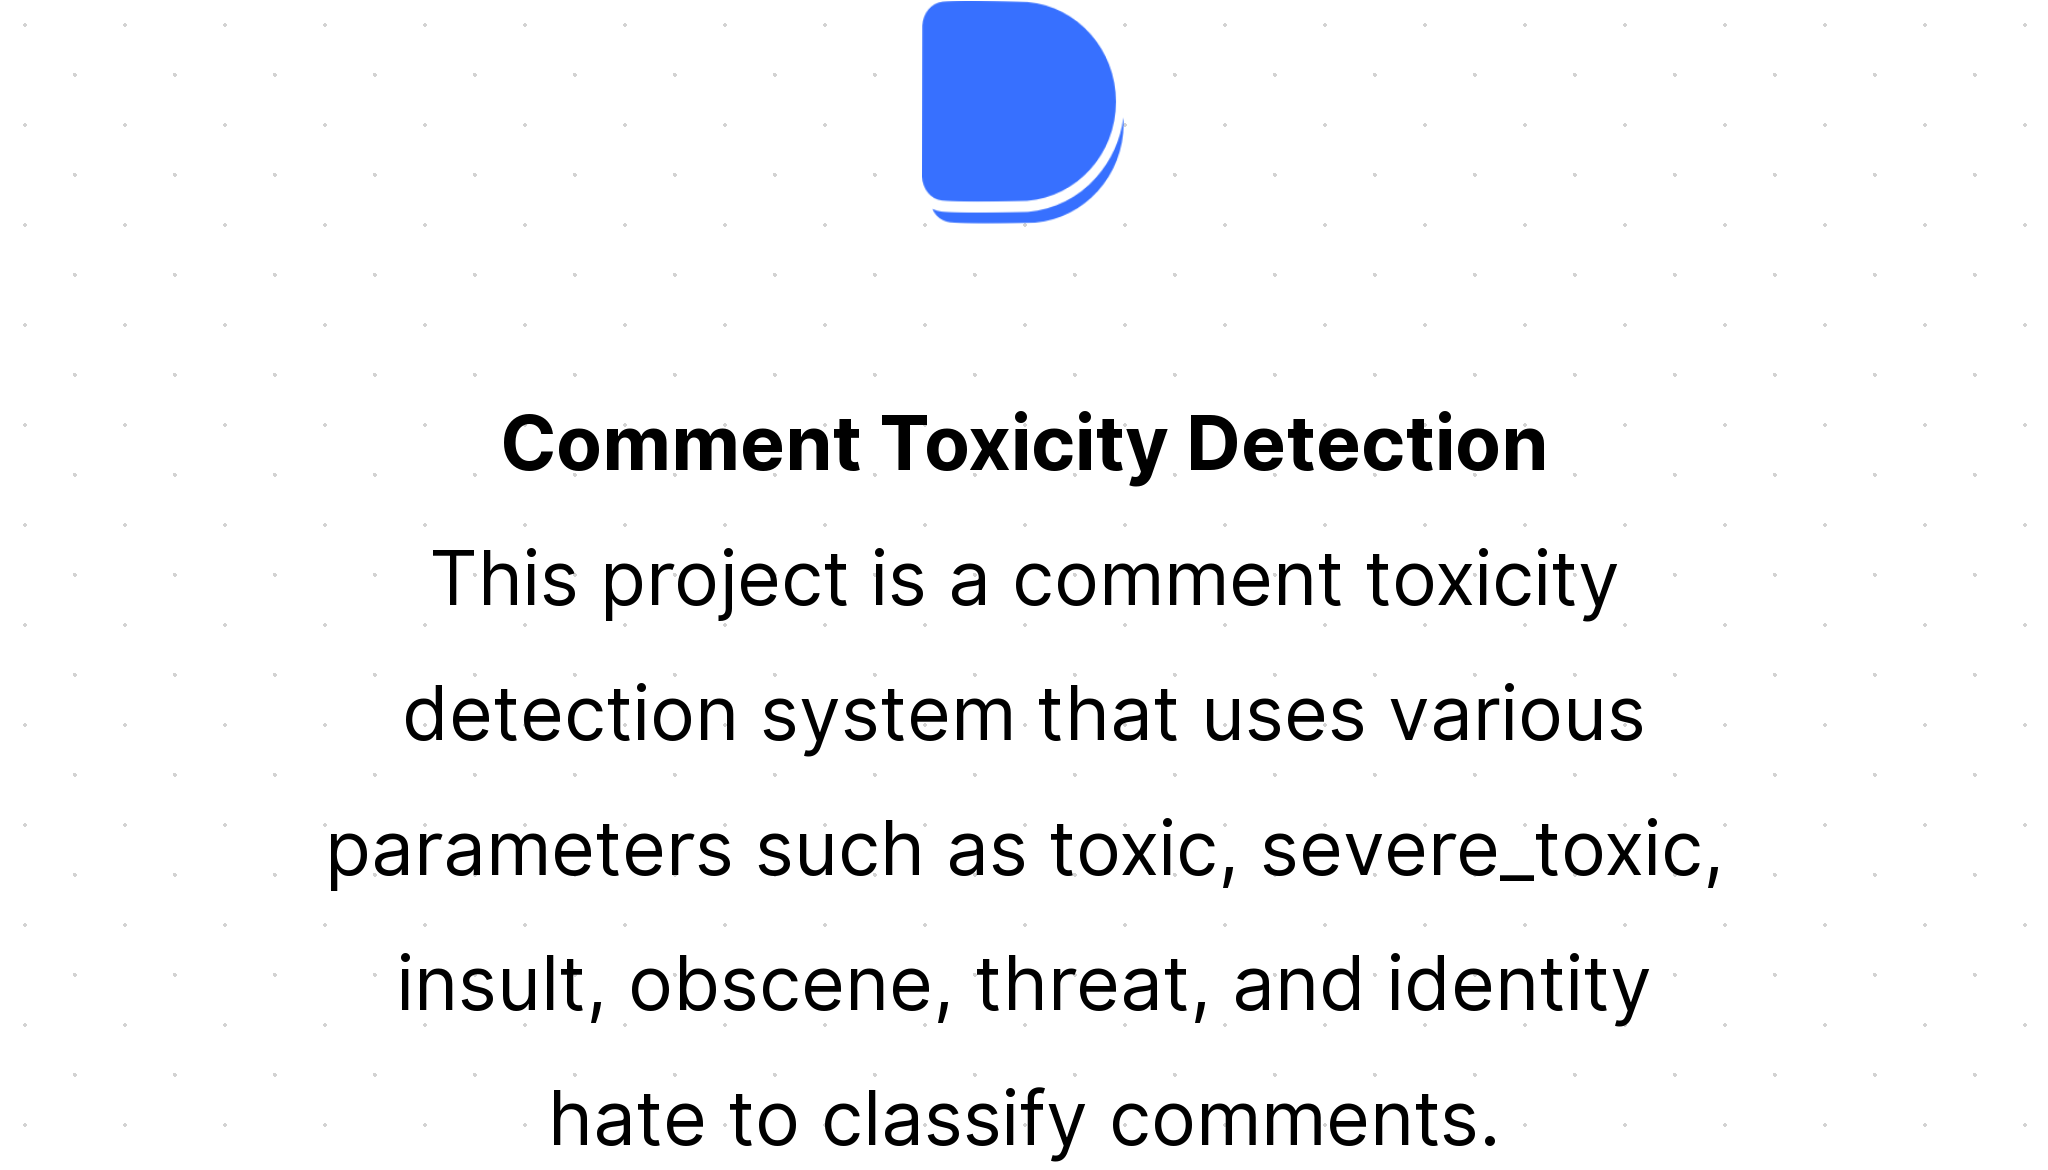 Comment Toxicity Detection
This project is a comment toxicity
detection system that uses various
parameters such as toxic, severe_toxic,
insult, obscene, threat, and identity
hate to classify comments.